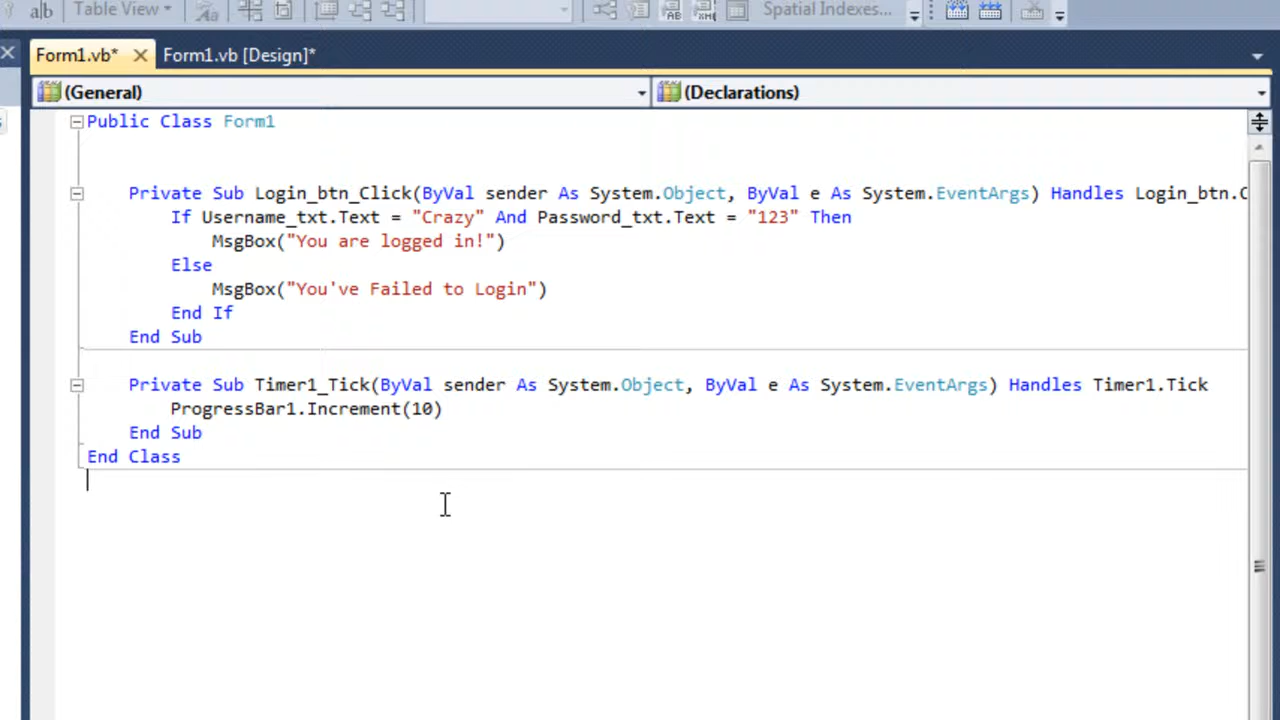 a|b Table View Aa AB XML Spatial Indexes...
Form1.vb* Form1.vb [Design]*
(General) (Declarations)
Public Class Form1
Private Sub Login_btn_Click(ByVal sender As System.Object, ByVal e As System.EventArgs) Handles Login_btn.C
If Username_txt.Text = "Crazy" And Password_txt.Text = "123" Then
MsgBox("You are logged in!")
Else
MsgBox("You've Failed to Login")
End If
End Sub
Private Sub Timer1_Tick(ByVal sender As System.Object, ByVal e As System.EventArgs) Handles Timer1.Tick
ProgressBar1.Increment(10)
End Sub
End Class